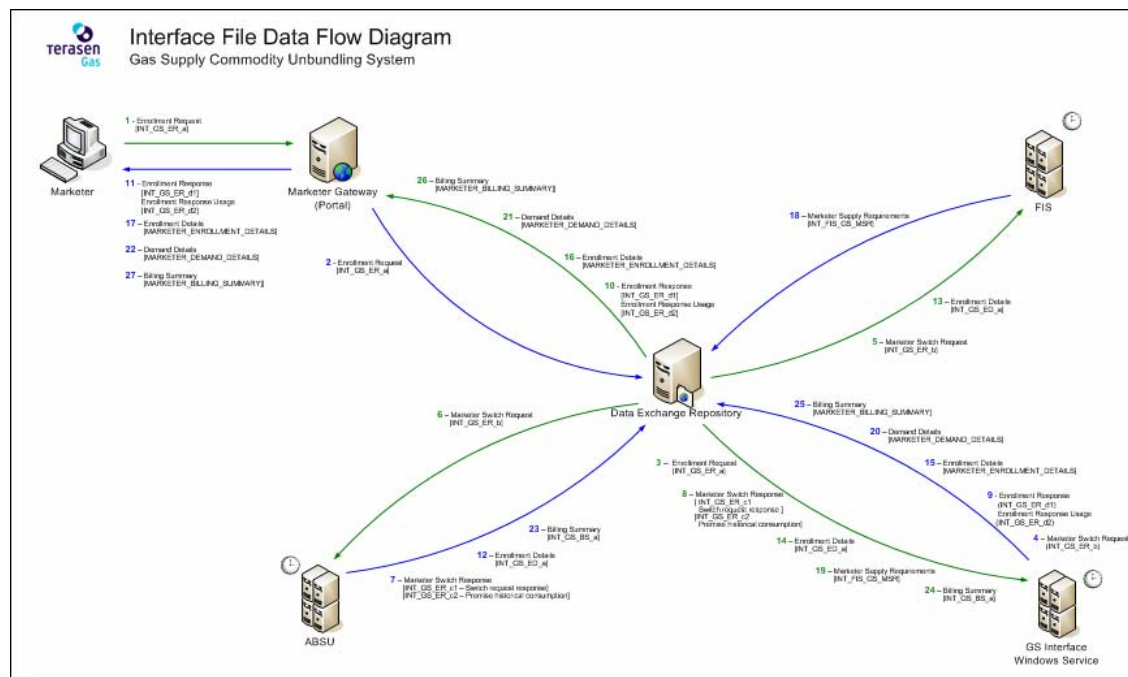 Terasen
Gas
Interface File Data Flow Diagram
Gas Supply Commodity Unbundling System
Marketer
1 – Enrollment Request
[INT_GS_ER_a]
11 – Enrollment Response
[INT_GS_ER_d1]
Enrollment Response Usage
[INT_GS_ER_d2]
17 – Enrollment Details
[MARKETER_ENROLLMENT_DETAILS]
22 – Demand Details
[MARKETER_DEMAND_DETAILS]
27 – Billing Summary
[MARKETER_BILLING_SUMMARY]]
Marketer Gateway
(Portal)
26 – Billing Summary
[MARKETER_BILLING_SUMMARY]]
21 – Demand Details
[MARKETER_DEMAND_DETAILS]
16 – Enrollment Details
[MARKETER_ENROLLMENT_DETAILS]
10 - Enrollment Response
[INT_GS_ER_d1]
Enrollment Response Usage
[INT_GS_ER_d2]
2 - Enrollment Request
[INT_GS_ER_a]
FIS
18 – Marketer Supply Requirements
[INT_FIS_GS_MSR]
13 – Enrollment Details
[INT_GS_ED_a]
5 – Marketer Switch Request
[INT_GS_ER_b]
Data Exchange Repository
6 – Marketer Switch Request
[INT_GS_ER_b]
23 – Billing Summary
[INT_GS_BS_a]
12 – Enrollment Details
[INT_GS_ED_a]
7 – Marketer Switch Response
[INT_GS_ER_c1 – Switch request response]
[INT_GS_ER_c2 – Promise historical consumption]
ABSU
3 – Enrollment Request
[INT_GS_ER_a]
8 – Marketer Switch Response
[ INT_GS_ER_c1
Switch request response ]
[INT_GS_ER_c2
Promise historical consumption]
14 – Enrollment Details
[INT_GS_ED_a]
19 – Marketer Supply Requirements
[INT_FIS_GS_MSR]
24 – Billing Summary
[INT_GS_BS_a]
25 – Billing Summary
[MARKETER_BILLING_SUMMARY]
20 – Demand Details
[MARKETER_DEMAND_DETAILS]
15 – Enrollment Details
[MARKETER_ENROLLMENT_DETAILS]
9 - Enrollment Response
(INT_GS_ER_d1)
Enrollment Response Usage
(INT_GS_ER_d2)
4 – Marketer Switch Request
(INT_GS_ER_b)
GS Interface
Windows Service